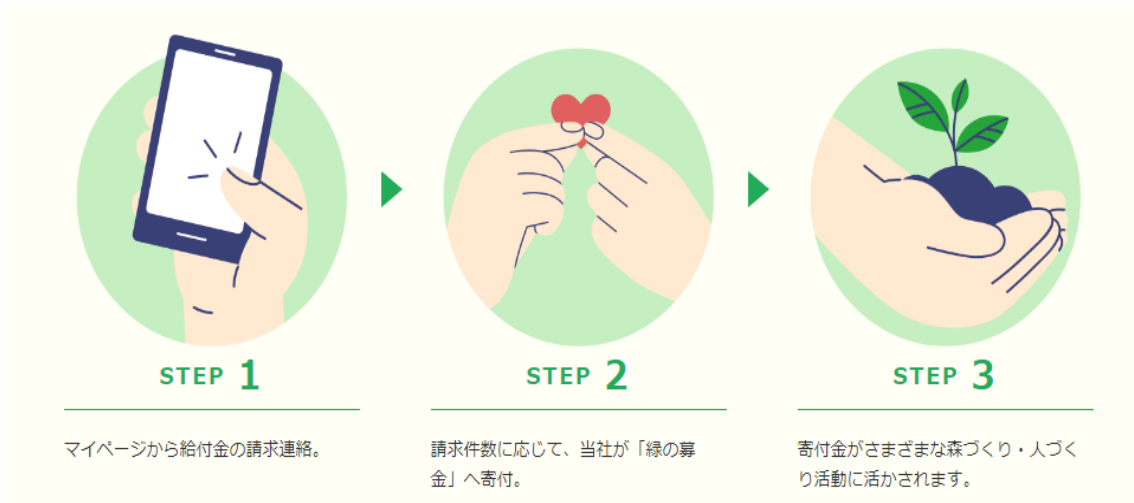 STEP 1
マイページから給付金の請求連絡。
STEP 2
請求件数に応じて、当社が「緑の募
金」へ寄付。
STEP 3
寄付金がさまざまな森づくり・人づく
り活動に活かされます。